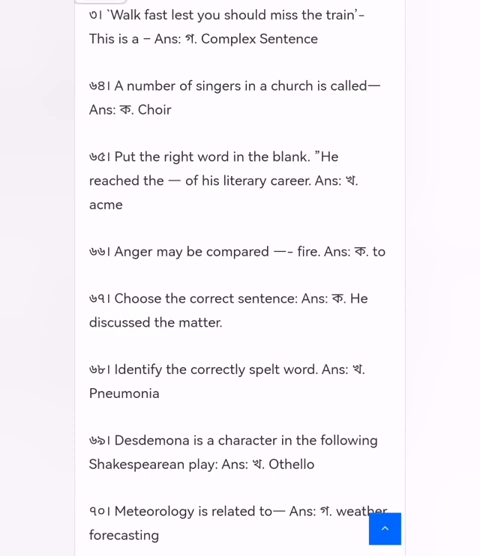 ৩। `Walk fast lest you should miss the train'-
This is a – Ans: গ. Complex Sentence
৬৪। A number of singers in a church is called—
Ans: ক. Choir
৬৫। Put the right word in the blank. ”He
reached the — of his literary career. Ans: খ.
acme
৬৬। Anger may be compared —- fire. Ans: ক. to
৬৭। Choose the correct sentence: Ans: ক. He
discussed the matter.
৬৮। Identify the correctly spelt word. Ans: খ.
Pneumonia
৬৯। Desdemona is a character in the following
Shakespearean play: Ans: খ. Othello
৭০। Meteorology is related to— Ans: গ. weather
forecasting